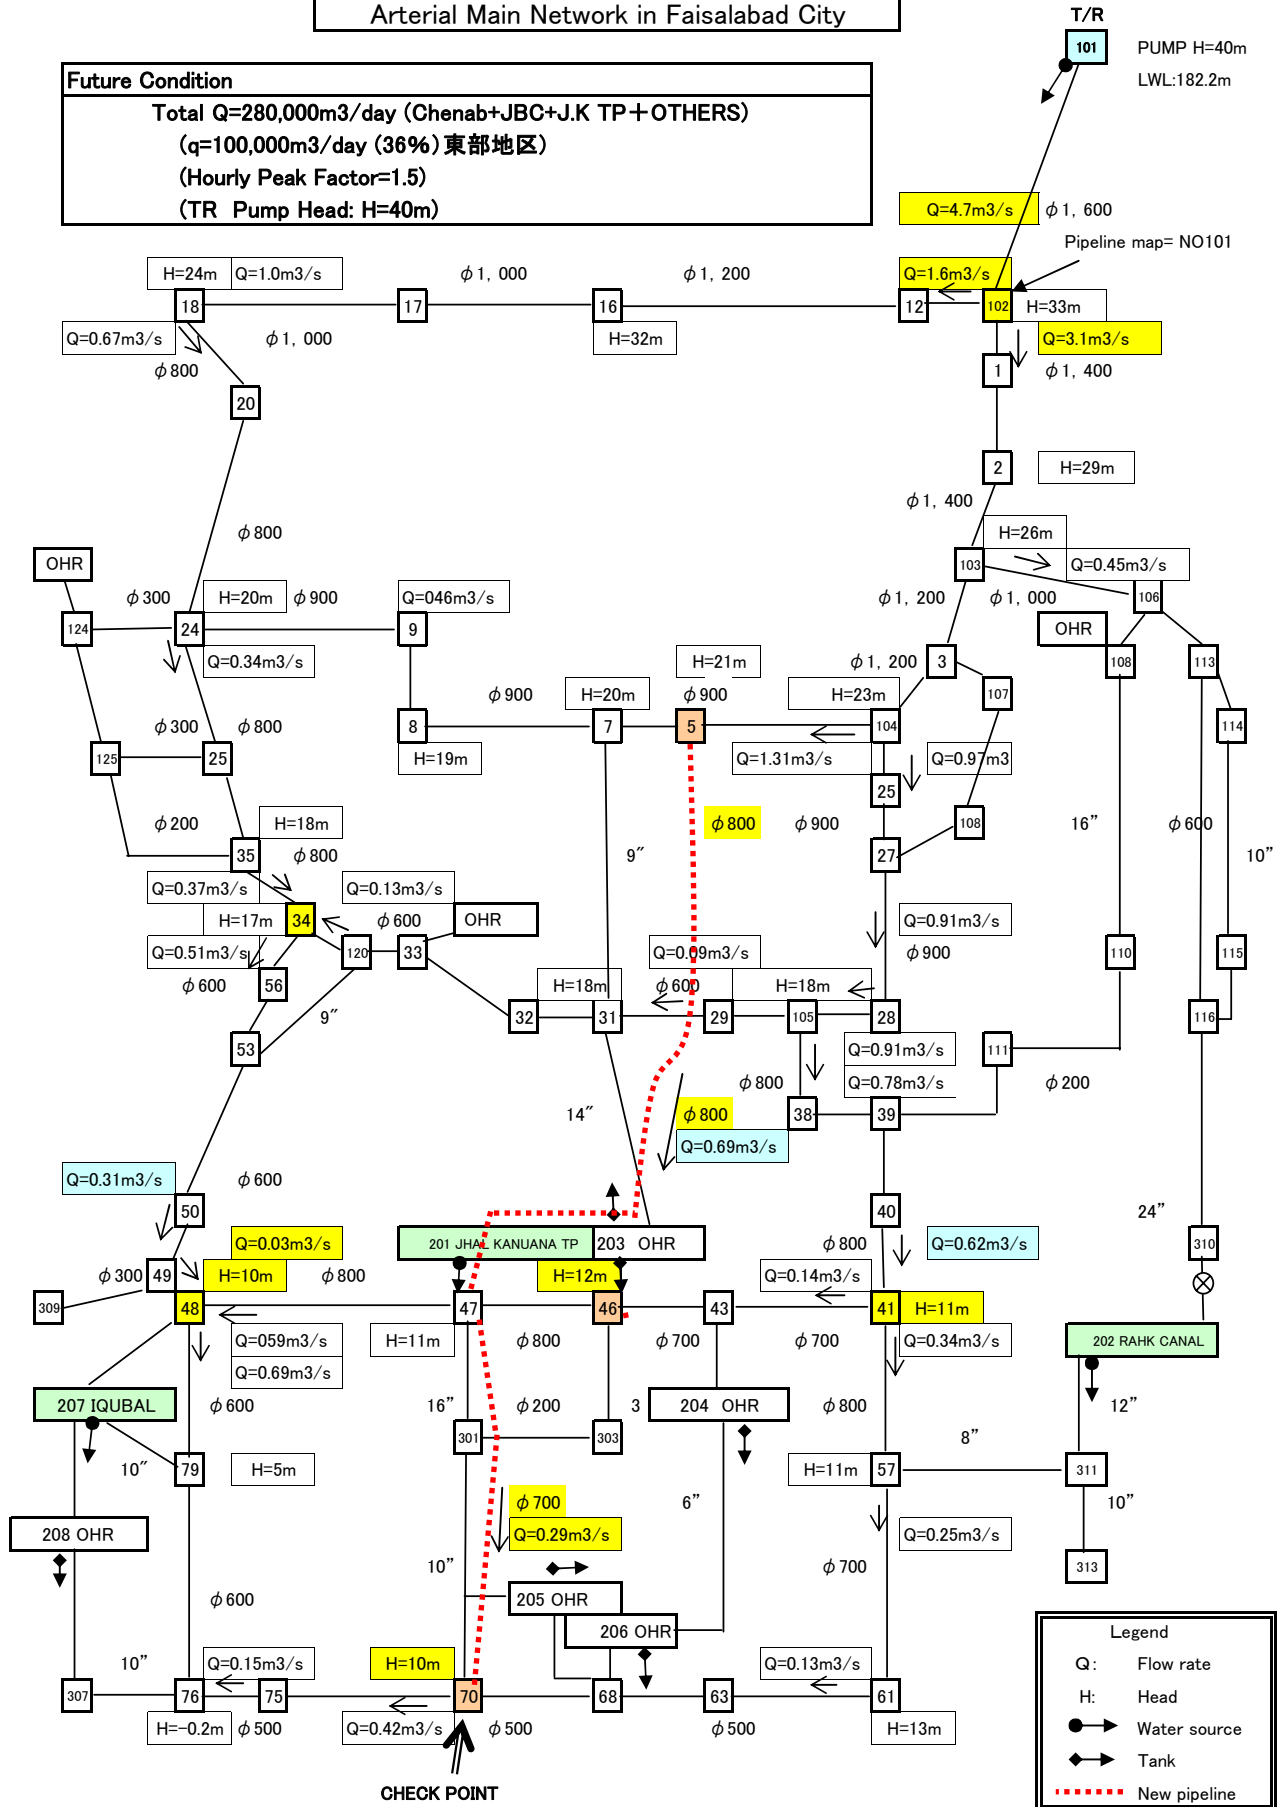 Arterial Main Network in Faisalabad City
T/R
101
PUMP H=40m
LWL:182.2m
Future Condition
Total Q=280,000m3/day (Chenab+JBC+J.K TP＋OTHERS)
(q=100,000m3/day (36%)東部地区)
(Hourly Peak Factor=1.5)
(TR Pump Head: H=40m)
Q=4.7m3/s φ1, 600
Pipeline map= NO101
H=24m Q=1.0m3/s φ1, 000 φ1, 200 Q=1.6m3/s
18 17 16 12 102 H=33m
Q=0.67m3/s φ1, 000 H=32m Q=3.1m3/s
φ800 1 φ1, 400
20
2 H=29m
φ1, 400
φ800 H=26m
OHR 103 Q=0.45m3/s
φ300 H=20m φ900 Q=046m3/s φ1, 200 φ1, 000 106
124 24 9 OHR
Q=0.34m3/s H=21m φ1, 200 3 108 113
φ900 H=20m φ900 H=23m 107
φ300 φ800 8 7 5 104 114
125 25 H=19m Q=1.31m3/s Q=0.97m3
25
φ200 H=18m φ800 φ900 108 16” φ600
35 φ800 9” 27 10”
Q=0.37m3/s Q=0.13m3/s
H=17m 34 φ600 OHR Q=0.91m3/s
Q=0.51m3/s 120 33 Q=0.09m3/s φ900 110 115
φ600 56 H=18m φ600 H=18m
9” 32 31 29 105 28 116
53 Q=0.91m3/s 111
φ800 Q=0.78m3/s φ200
14” φ800 38 39
Q=0.69m3/s
Q=0.31m3/s φ600
50 40 24”
Q=0.03m3/s 201 JHAL KANUANA TP 203 OHR φ800 Q=0.62m3/s 310
φ300 49 H=10m φ800 H=12m Q=0.14m3/s
309 48 47 46 43 41 H=11m
Q=059m3/s H=11m φ800 φ700 φ700 Q=0.34m3/s 202 RAHK CANAL
Q=0.69m3/s
207 IQUBAL φ600 16” φ200 3 204 OHR φ800 12”
301 303 8”
10” 79 H=5m H=11m 57 311
φ700 6” 10”
208 OHR Q=0.29m3/s Q=0.25m3/s
10” φ700 313
φ600 205 OHR
206 OHR Legend
10” Q=0.15m3/s H=10m Q=0.13m3/s Q: Flow rate
307 76 75 70 68 63 61 H: Head
H=-0.2m φ500 Q=0.42m3/s φ500 φ500 H=13m Water source
Tank
CHECK POINT New pipeline